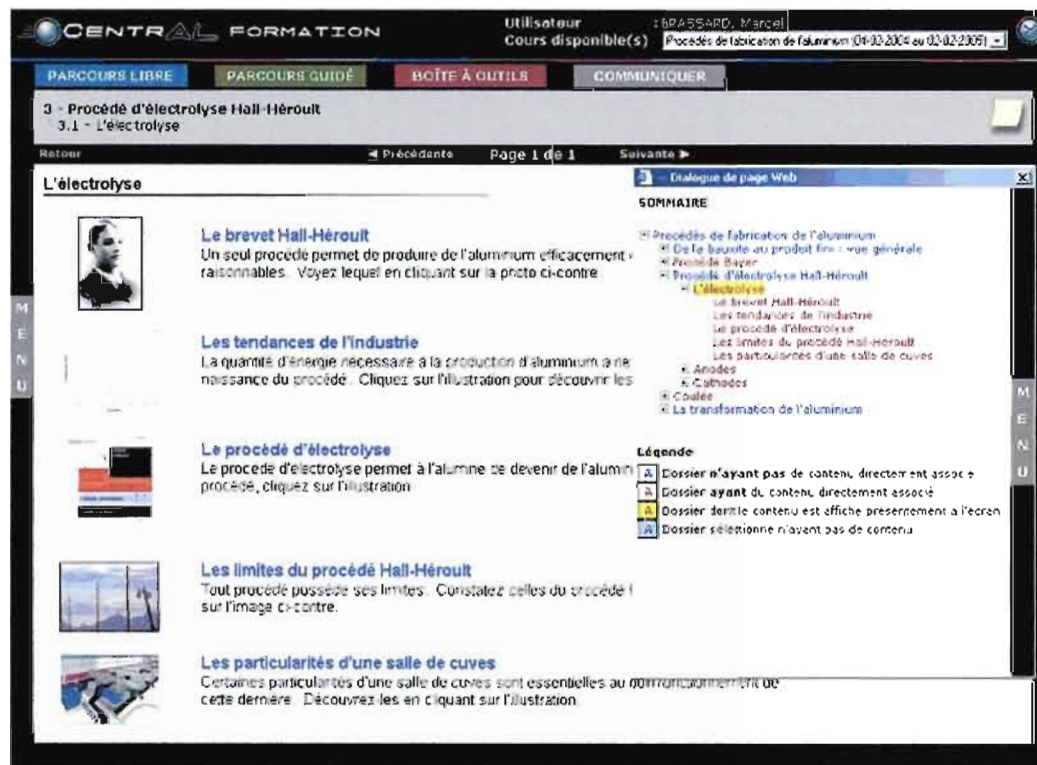 CENTRAL FORMATION
Utilisateur : BRASSARD, Marcel
Cours disponible(s) Procédés de fabrication de l'aluminium (04-02-2004 au 02-02-2005)
PARCOURS LIBRE PARCOURS GUIDÉ BOÎTE À OUTILS COMMUNIQUER
3 - Procédé d'électrolyse Hall-Héroult
3.1 - L'électrolyse
Retour Précédente Page 1 de 1 Suivante
L'électrolyse
Le brevet Hall-Héroult
Un seul procédé permet de produire de l'aluminium efficacement
raisonnables. Voyez lequel en cliquant sur la photo ci-contre
Les tendances de l'industrie
La quantité d'énergie nécessaire à la production d'aluminium a
naissance du procédé. Cliquez sur l'illustration pour découvrir les
Le procédé d'électrolyse
Le procédé d'électrolyse permet à l'alumine de devenir de l'alumin
procédé, cliquez sur l'illustration
Les limites du procédé Hall-Héroult
Tout procédé possède ses limites. Constatez celles du procédé
sur l'image ci-contre.
Les particularités d'une salle de cuves
Certaines particularités d'une salle de cuves sont essentielles au bon fonctionnement de
cette dernière. Découvrez-les en cliquant sur l'illustration
MENU
-- Dialogue de page Web
SOMMAIRE
Procédés de fabrication de l'aluminium
De la bauxite au produit fini : vue générale
Procédé Bayer
Procédé d'électrolyse Hall-Héroult
L'électrolyse
Le brevet Hall-Héroult
Les tendances de l'industrie
Le procédé d'électrolyse
Les limites du procédé Hall-Héroult
Les particularités d'une salle de cuves
Anodes
Cathodes
Coulée
La transformation de l'aluminium
Légende
A Dossier n'ayant pas de contenu directement associé
A Dossier ayant du contenu directement associé
A Dossier dont le contenu est affiché présentement à l'écran
A Dossier sélectionné n'ayant pas de contenu
MENU